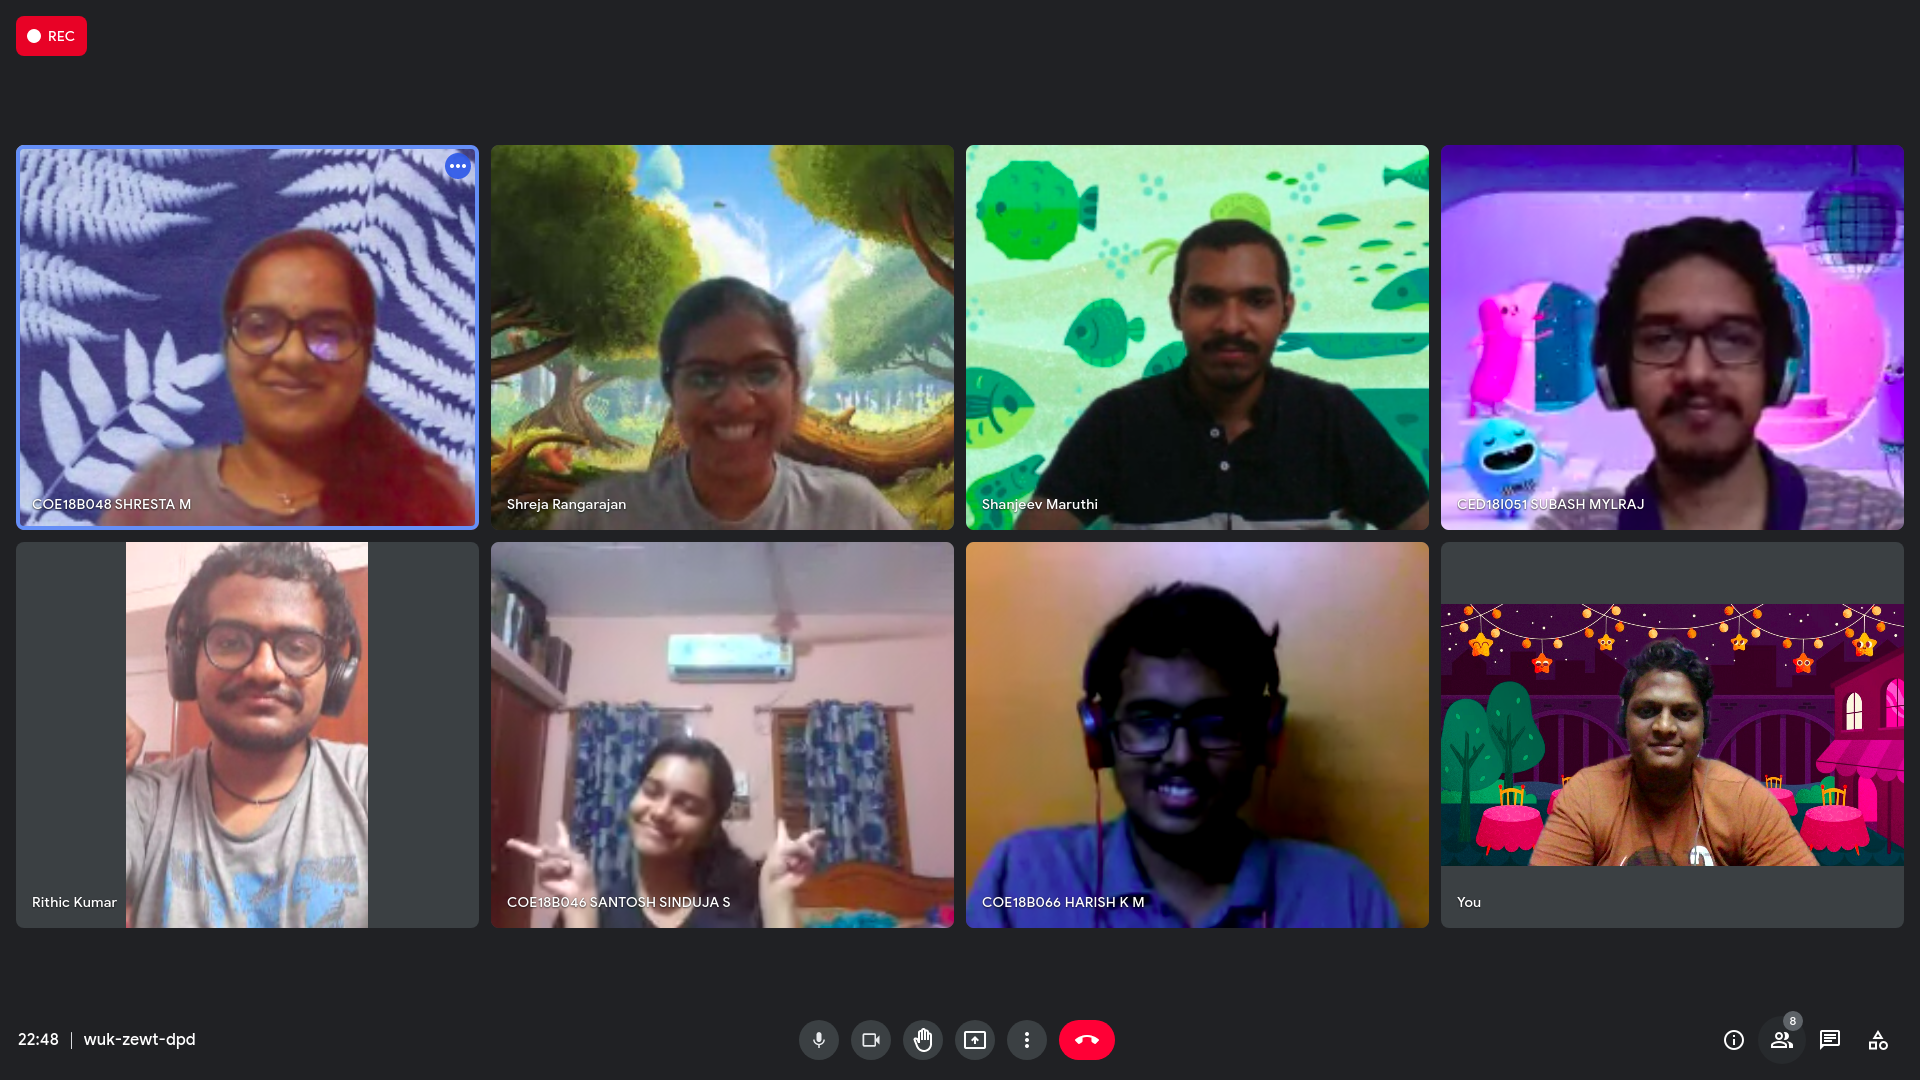 REC
COE18B048 SHRESTA M
Shreja Rangarajan
Shanjeev Maruthi
CED18I051 SUBASH MYLRAJ
Rithic Kumar
COE18B046 SANTOSH SINDUJA S
COE18B066 HARISH K M
You
22:48 | wuk-zewt-dpd
8